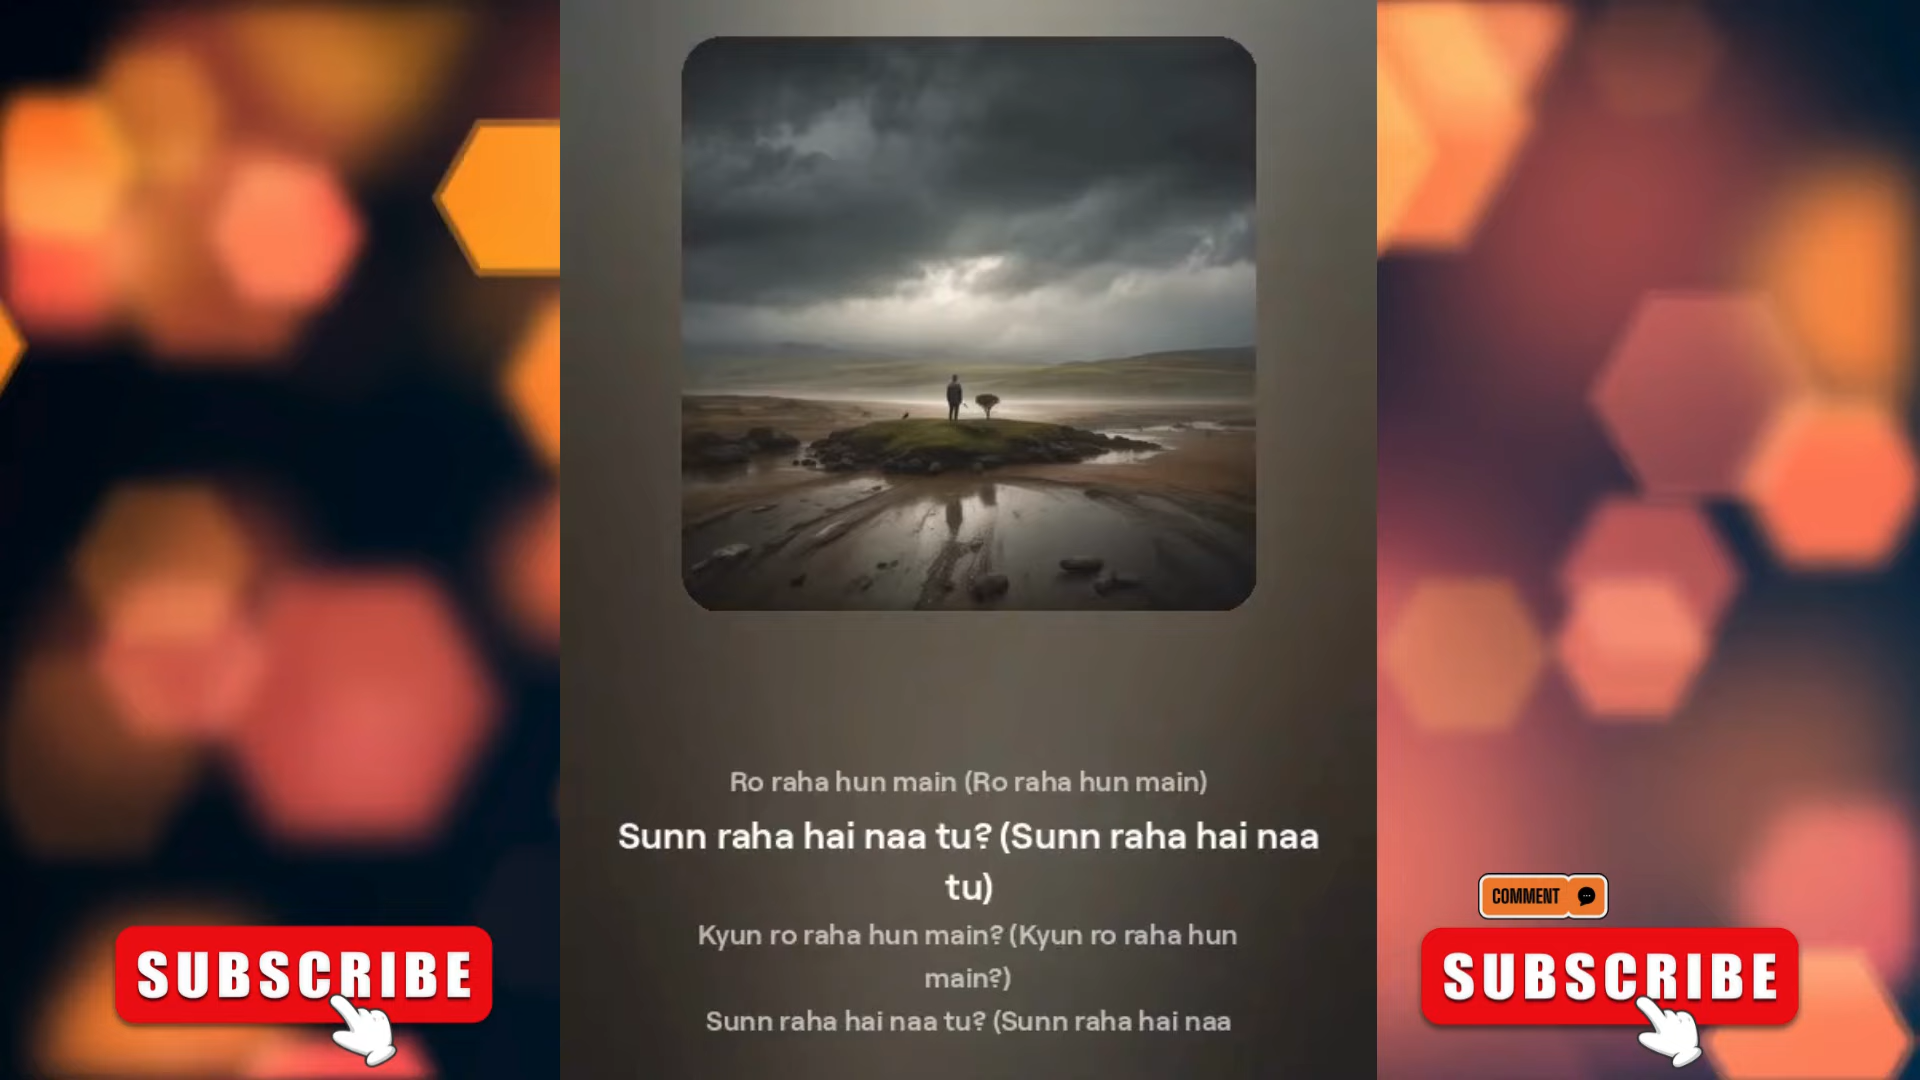 Ro raha hun main (Ro raha hun main)
Sunn raha hai naa tu? (Sunn raha hai naa
tu)
Kyun ro raha hun main? (Kyun ro raha hun
main?)
Sunn raha hai naa tu? (Sunn raha hai naa
SUBSCRIBE
COMMENT
SUBSCRIBE